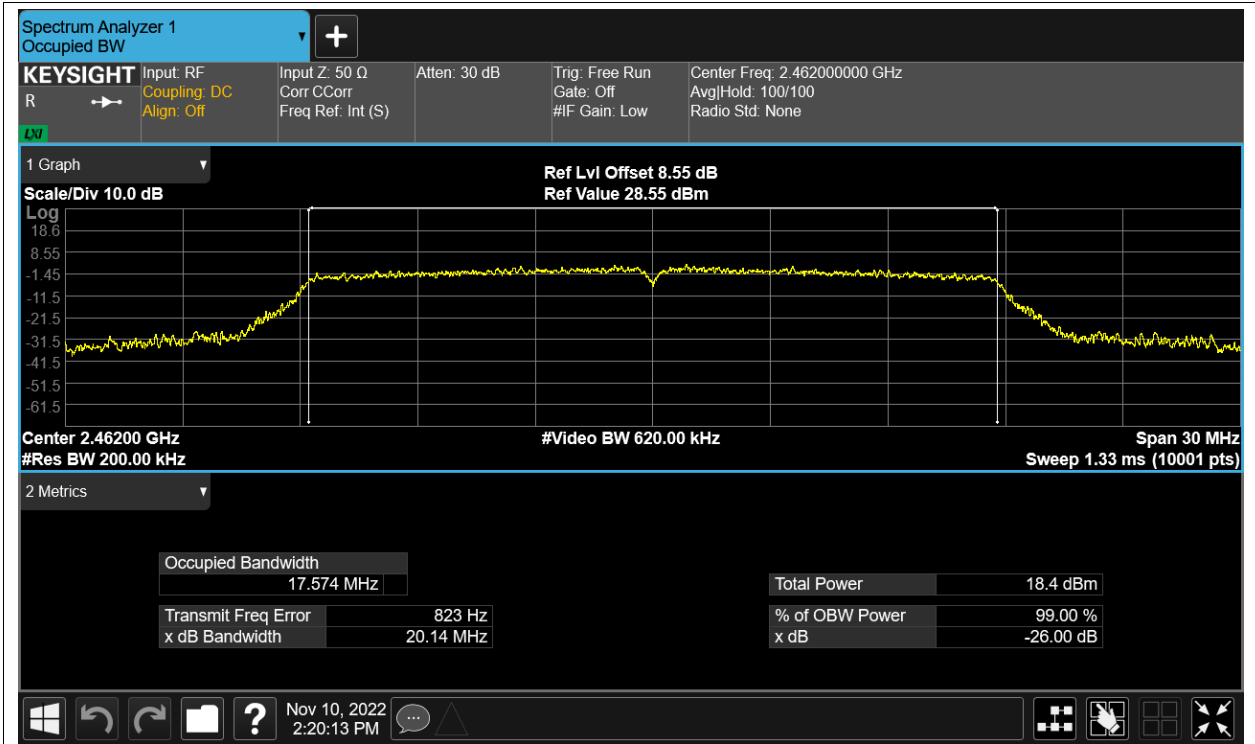 Spectrum Analyzer 1
Occupied BW
KEYSIGHT
R
LXI
Input: RF
Coupling: DC
Align: Off
Input Z: 50 Ω
Corr CCorr
Freq Ref: Int (S)
Atten: 30 dB
Trig: Free Run
Gate: Off
#IF Gain: Low
Center Freq: 2.462000000 GHz
Avg|Hold: 100/100
Radio Std: None
1 Graph
Scale/Div 10.0 dB
Ref Lvl Offset 8.55 dB
Ref Value 28.55 dBm
Log
18.6
8.55
-1.45
-11.5
-21.5
-31.5
-41.5
-51.5
-61.5
Center 2.46200 GHz
#Video BW 620.00 kHz
Span 30 MHz
#Res BW 200.00 kHz
Sweep 1.33 ms (10001 pts)
2 Metrics
Occupied Bandwidth
17.574 MHz
Total Power 18.4 dBm
Transmit Freq Error 823 Hz
% of OBW Power 99.00 %
x dB Bandwidth 20.14 MHz
x dB -26.00 dB
?
Nov 10, 2022
2:20:13 PM